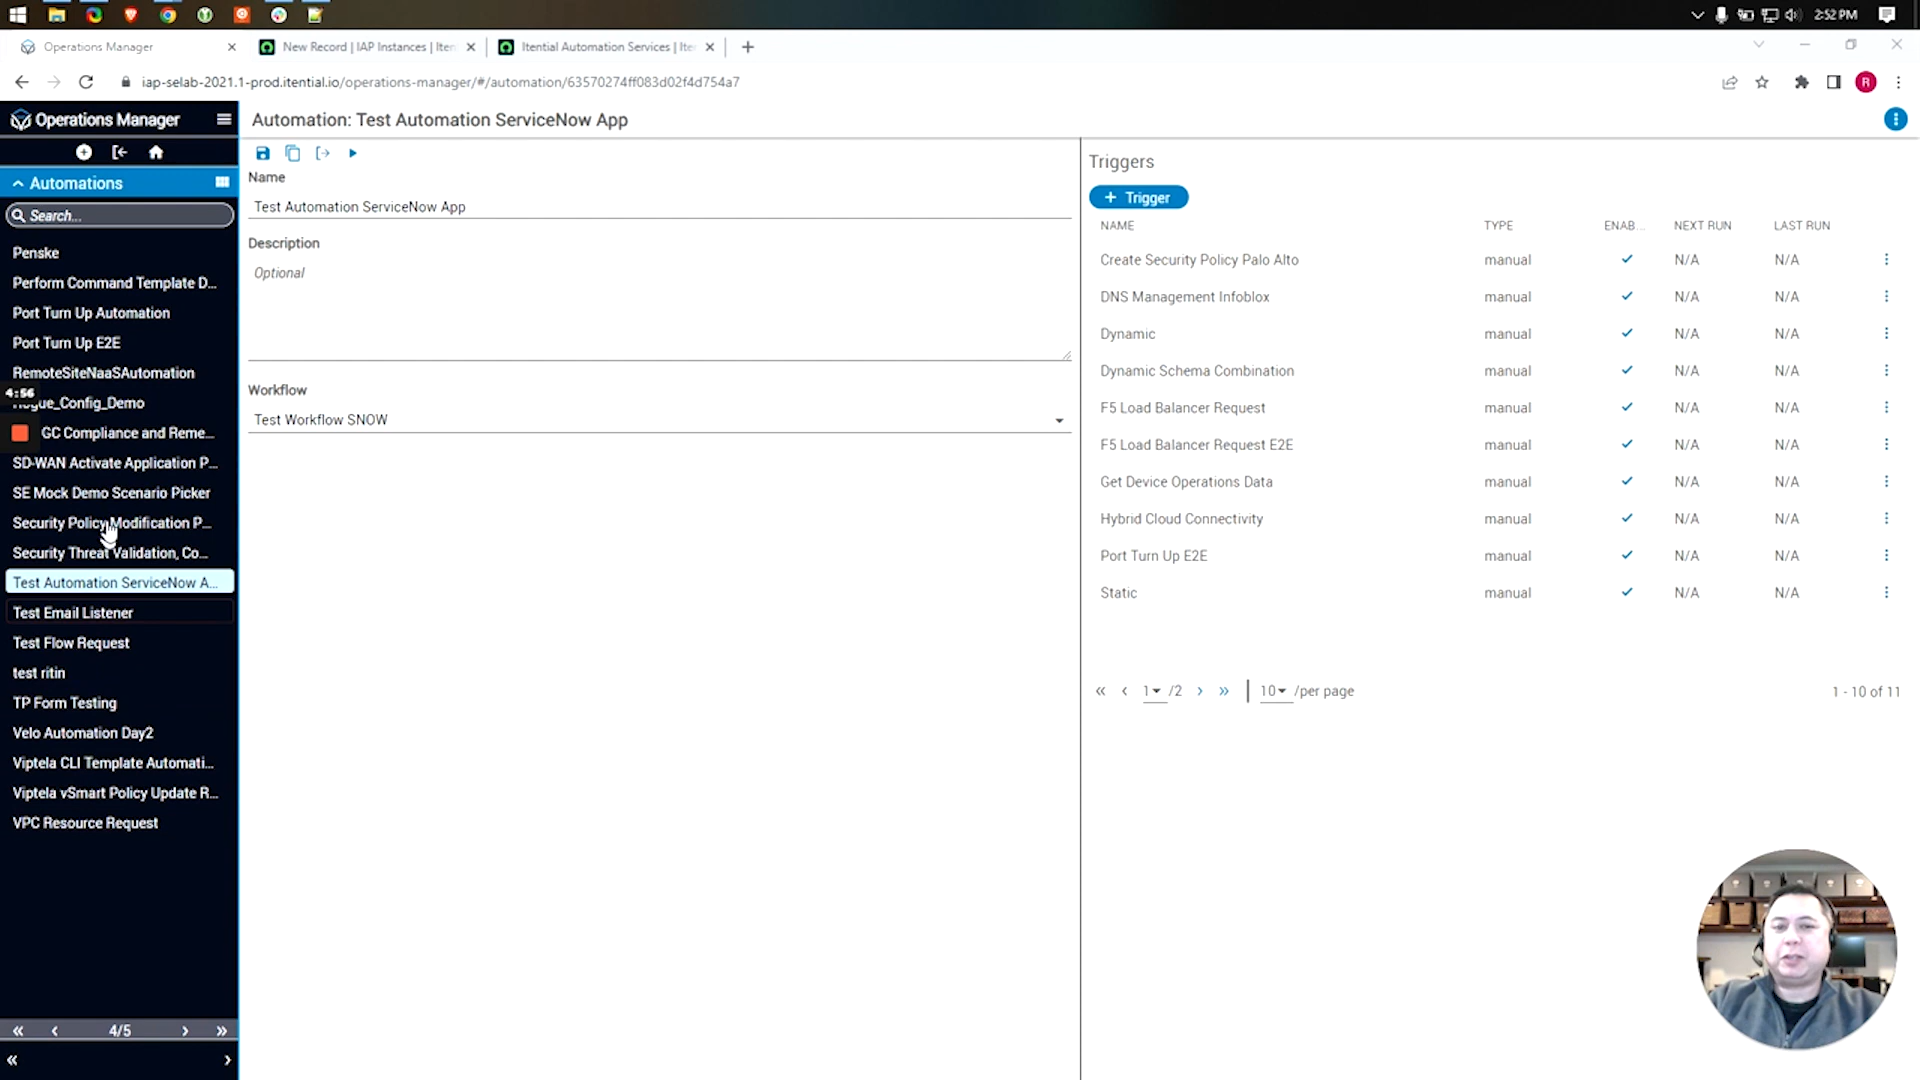 2:52 PM
Operations Manager
New Record | IAP Instances | Iten
Itential Automation Services | Ite
iap-selab-2021.1-prod.itential.io/operations-manager/#/automation/63570274ff083d02f4d754a7
R
Operations Manager
Automation: Test Automation ServiceNow App
Automations
Search...
Penske
Perform Command Template D...
Port Turn Up Automation
Port Turn Up E2E
RemoteSiteNaaSAutomation
4:56
gue_Config_Demo
GC Compliance and Reme...
SD-WAN Activate Application P...
SE Mock Demo Scenario Picker
Security Policy Modification P...
Security Threat Validation, Co...
Test Automation ServiceNow A...
Test Email Listener
Test Flow Request
test ritin
TP Form Testing
Velo Automation Day2
Viptela CLI Template Automati...
Viptela vSmart Policy Update R...
VPC Resource Request
4/5
Name
Test Automation ServiceNow App
Description
Optional
Workflow
Test Workflow SNOW
Triggers
+ Trigger
NAME TYPE ENAB... NEXT RUN LAST RUN
Create Security Policy Palo Alto manual N/A N/A
DNS Management Infoblox manual N/A N/A
Dynamic manual N/A N/A
Dynamic Schema Combination manual N/A N/A
F5 Load Balancer Request manual N/A N/A
F5 Load Balancer Request E2E manual N/A N/A
Get Device Operations Data manual N/A N/A
Hybrid Cloud Connectivity manual N/A N/A
Port Turn Up E2E manual N/A N/A
Static manual N/A N/A
1 /2 10 /per page 1 - 10 of 11